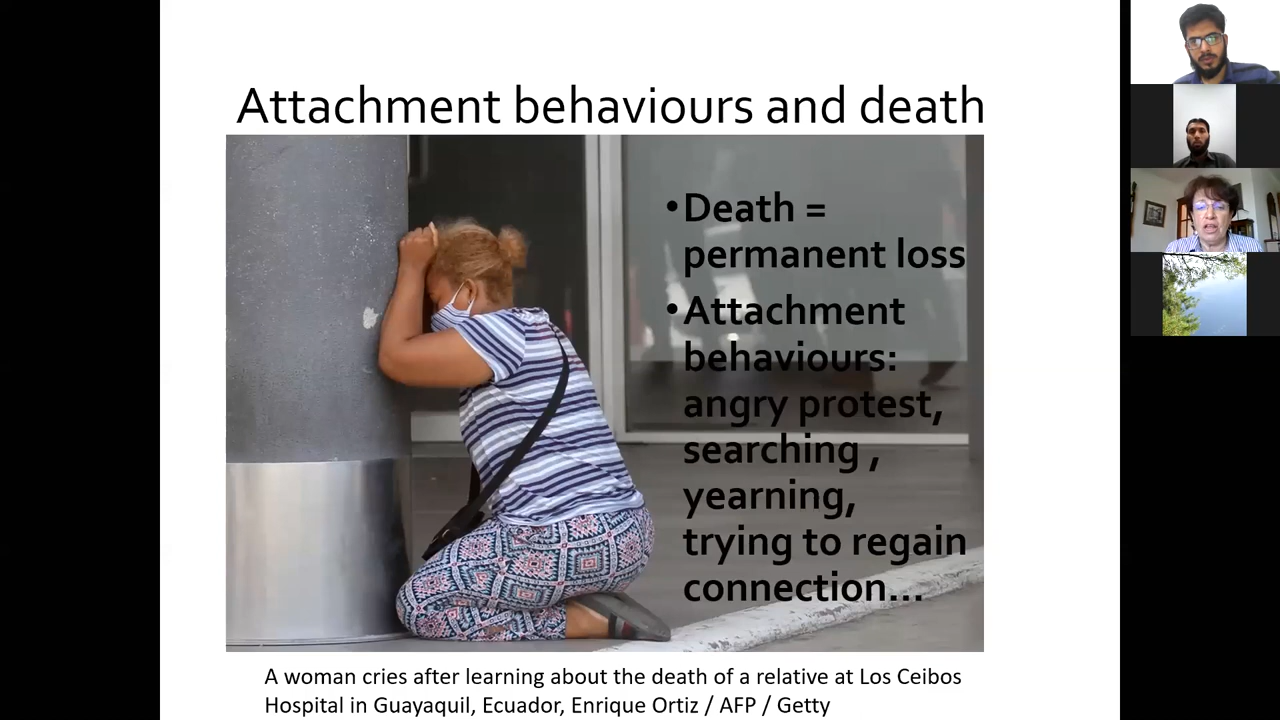 Attachment behaviours and death
•Death =
permanent loss
•Attachment
behaviours:
angry protest,
searching ,
yearning,
trying to regain
connection...
A woman cries after learning about the death of a relative at Los Ceibos
Hospital in Guayaquil, Ecuador, Enrique Ortiz / AFP / Getty